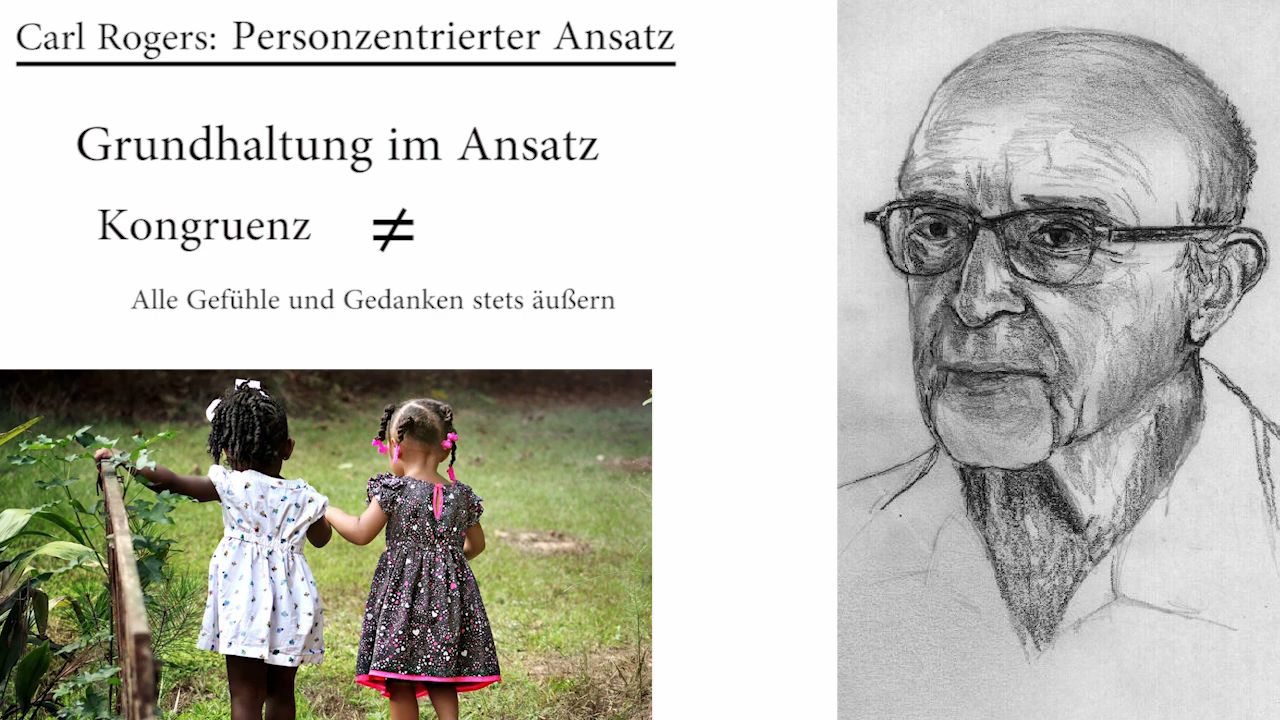 Carl Rogers: Personzentrierter Ansatz
Grundhaltung im Ansatz
Kongruenz ≠
Alle Gefühle und Gedanken stets äußern